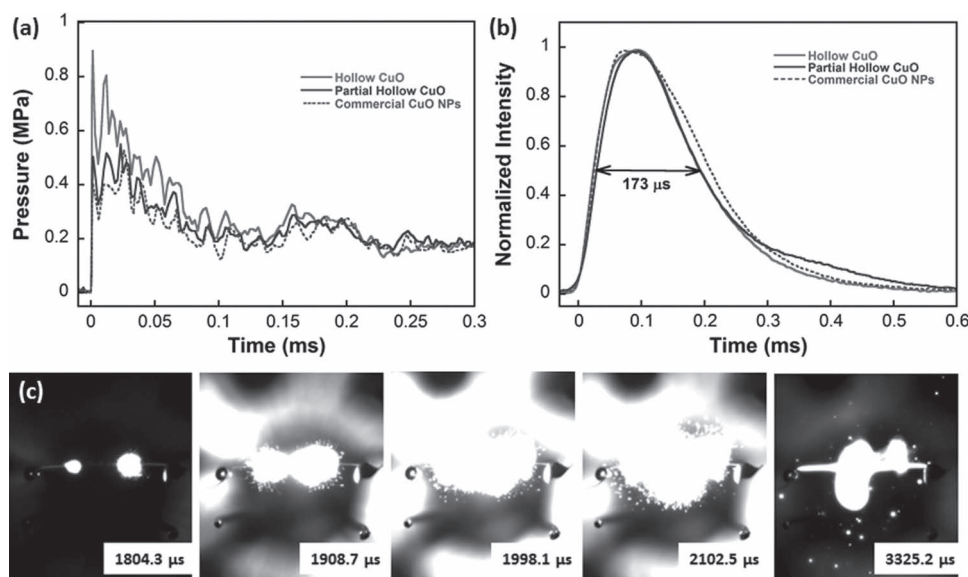 (a)
1
0.8
0.6
0.4
0.2
0
Pressure (MPa)
Hollow CuO
Partial Hollow CuO
Commercial CuO NPs
0 0.05 0.1 0.15 0.2 0.25 0.3
Time (ms)
(b)
1
0.8
0.6
0.4
0.2
0
Normalized Intensity
Hollow CuO
Partial Hollow CuO
Commercial CuO NPs
173 μs
0 0.1 0.2 0.3 0.4 0.5 0.6
Time (ms)
(c)
1804.3 μs
1908.7 μs
1998.1 μs
2102.5 μs
3325.2 μs